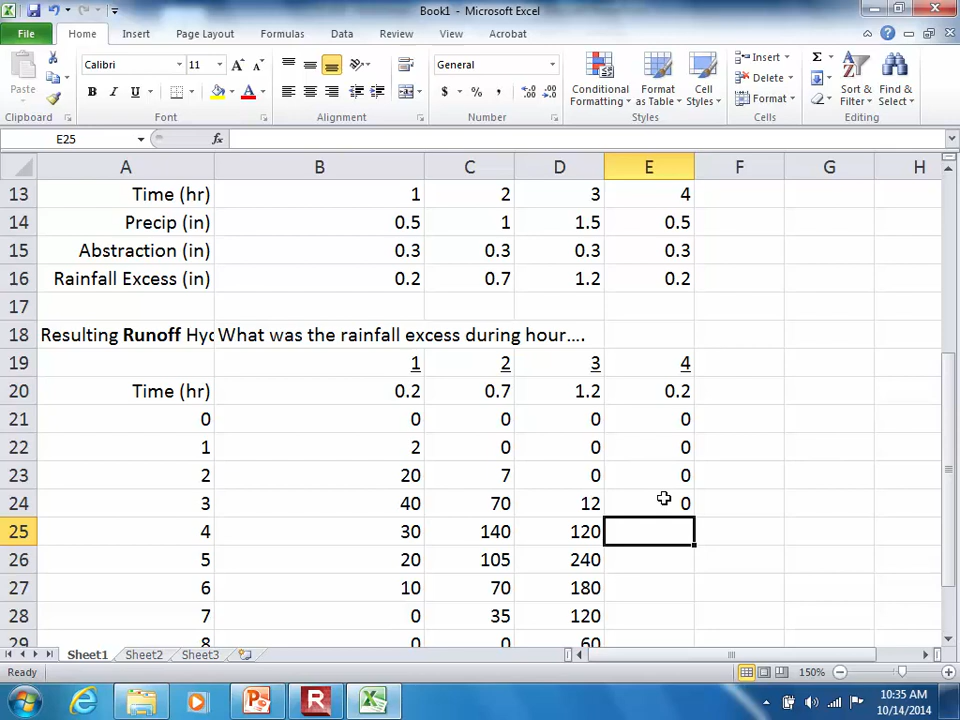 Book1 - Microsoft Excel
File Home Insert Page Layout Formulas Data Review View Acrobat
Paste
Calibri 11
B I U
A A
General
$ % ,
Conditional Formatting
Format as Table
Cell Styles
Insert
Delete
Format
Σ
Sort & Filter
Find & Select
Clipboard Font Alignment Number Styles Cells Editing
E25 fx
A B C D E F G H
13 Time (hr) 1 2 3 4
14 Precip (in) 0.5 1 1.5 0.5
15 Abstraction (in) 0.3 0.3 0.3 0.3
16 Rainfall Excess (in) 0.2 0.7 1.2 0.2
17
18 Resulting Runoff Hyd What was the rainfall excess during hour....
19 1 2 3 4
20 Time (hr) 0.2 0.7 1.2 0.2
21 0 0 0 0 0
22 1 2 0 0 0
23 2 20 7 0 0
24 3 40 70 12 0
25 4 30 140 120
26 5 20 105 240
27 6 10 70 180
28 7 0 35 120
29 8 0 0 60
Sheet1 Sheet2 Sheet3
Ready 150%
10:35 AM
10/14/2014